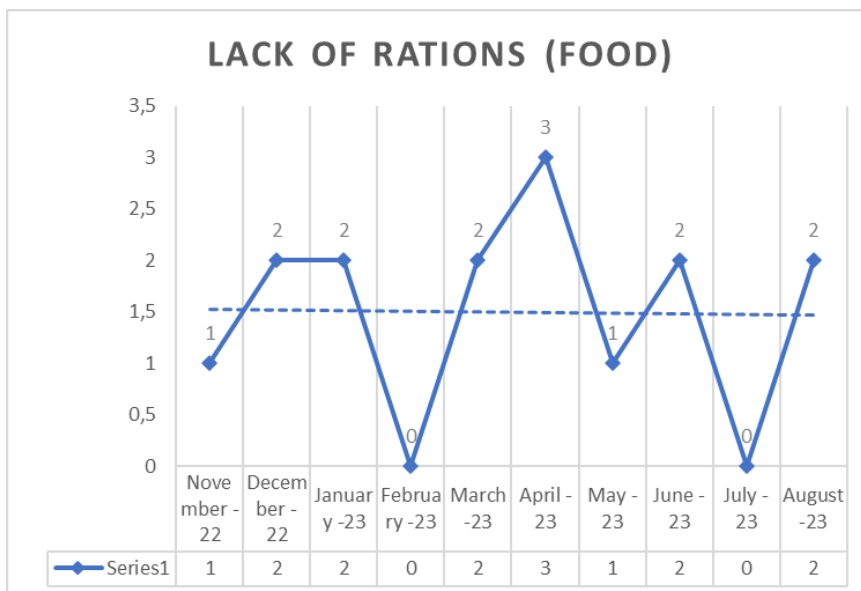 LACK OF RATIONS (FOOD)
3,5
3
2,5
2
1,5
1
0,5
0
1
2
2
0
2
3
1
2
0
2
Nove
mber -
22
Decem
ber -
22
Januar
y -23
Februa
ry -23
March
-23
April -
23
May -
23
June -
23
July -
23
August
-23
Series1 1 2 2 0 2 3 1 2 0 2